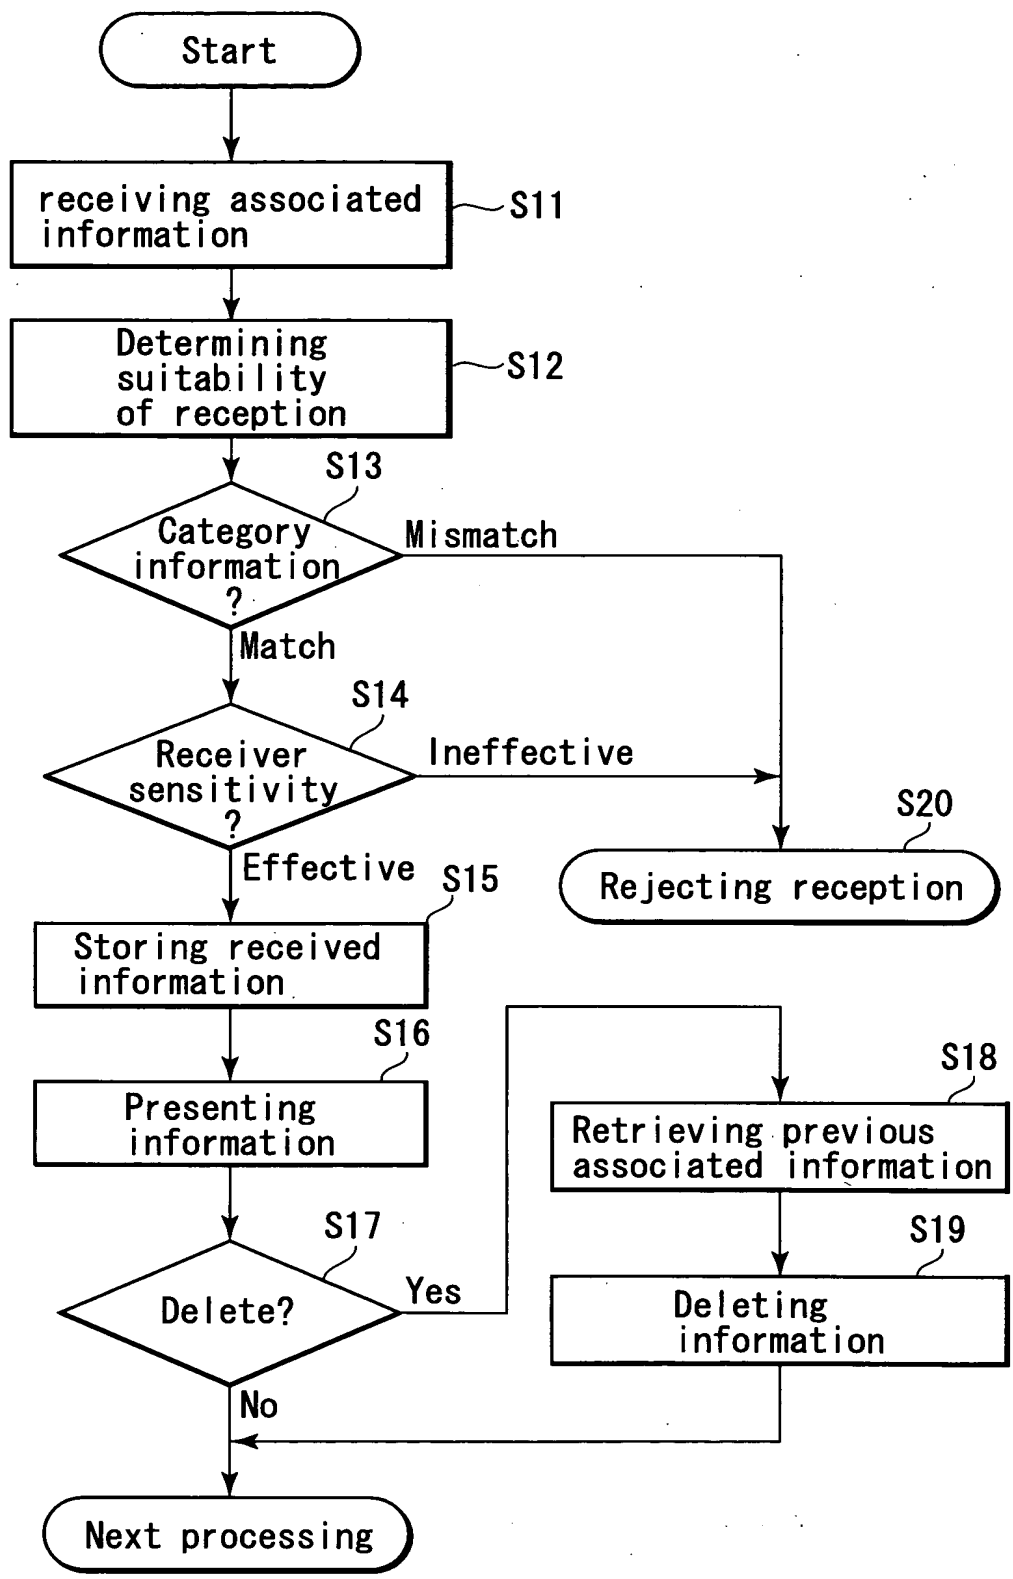 Start
receiving associated
information
S11
Determining
suitability
of reception
S12
S13
Category
information
?
Mismatch
Match
S14
Receiver
sensitivity
?
Ineffective
Effective
S20
Rejecting reception
S15
Storing received
information
S16
Presenting
information
S17
Delete?
Yes
No
S18
Retrieving previous
associated information
S19
Deleting
information
Next processing